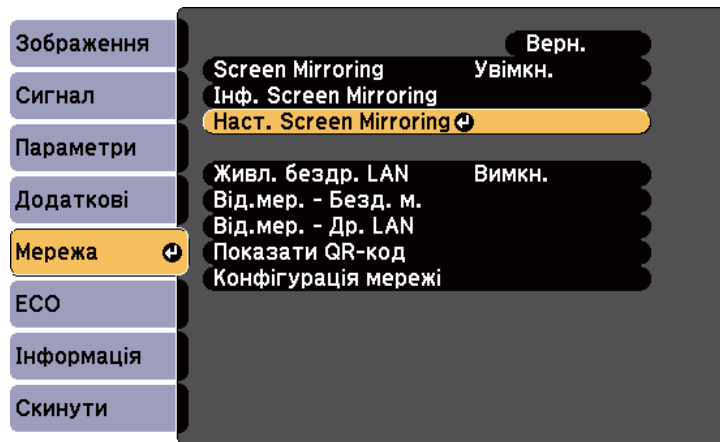 Зображення
Сигнал
Параметри
Додаткові
Мережа
ECO
Інформація
Скинути
Верн.
Screen Mirroring Увімкн.
Інф. Screen Mirroring
Наст. Screen Mirroring
Живл. бездр. LAN Вимкн.
Від.мер. - Безд. м.
Від.мер. - Др. LAN
Показати QR-код
Конфігурація мережі